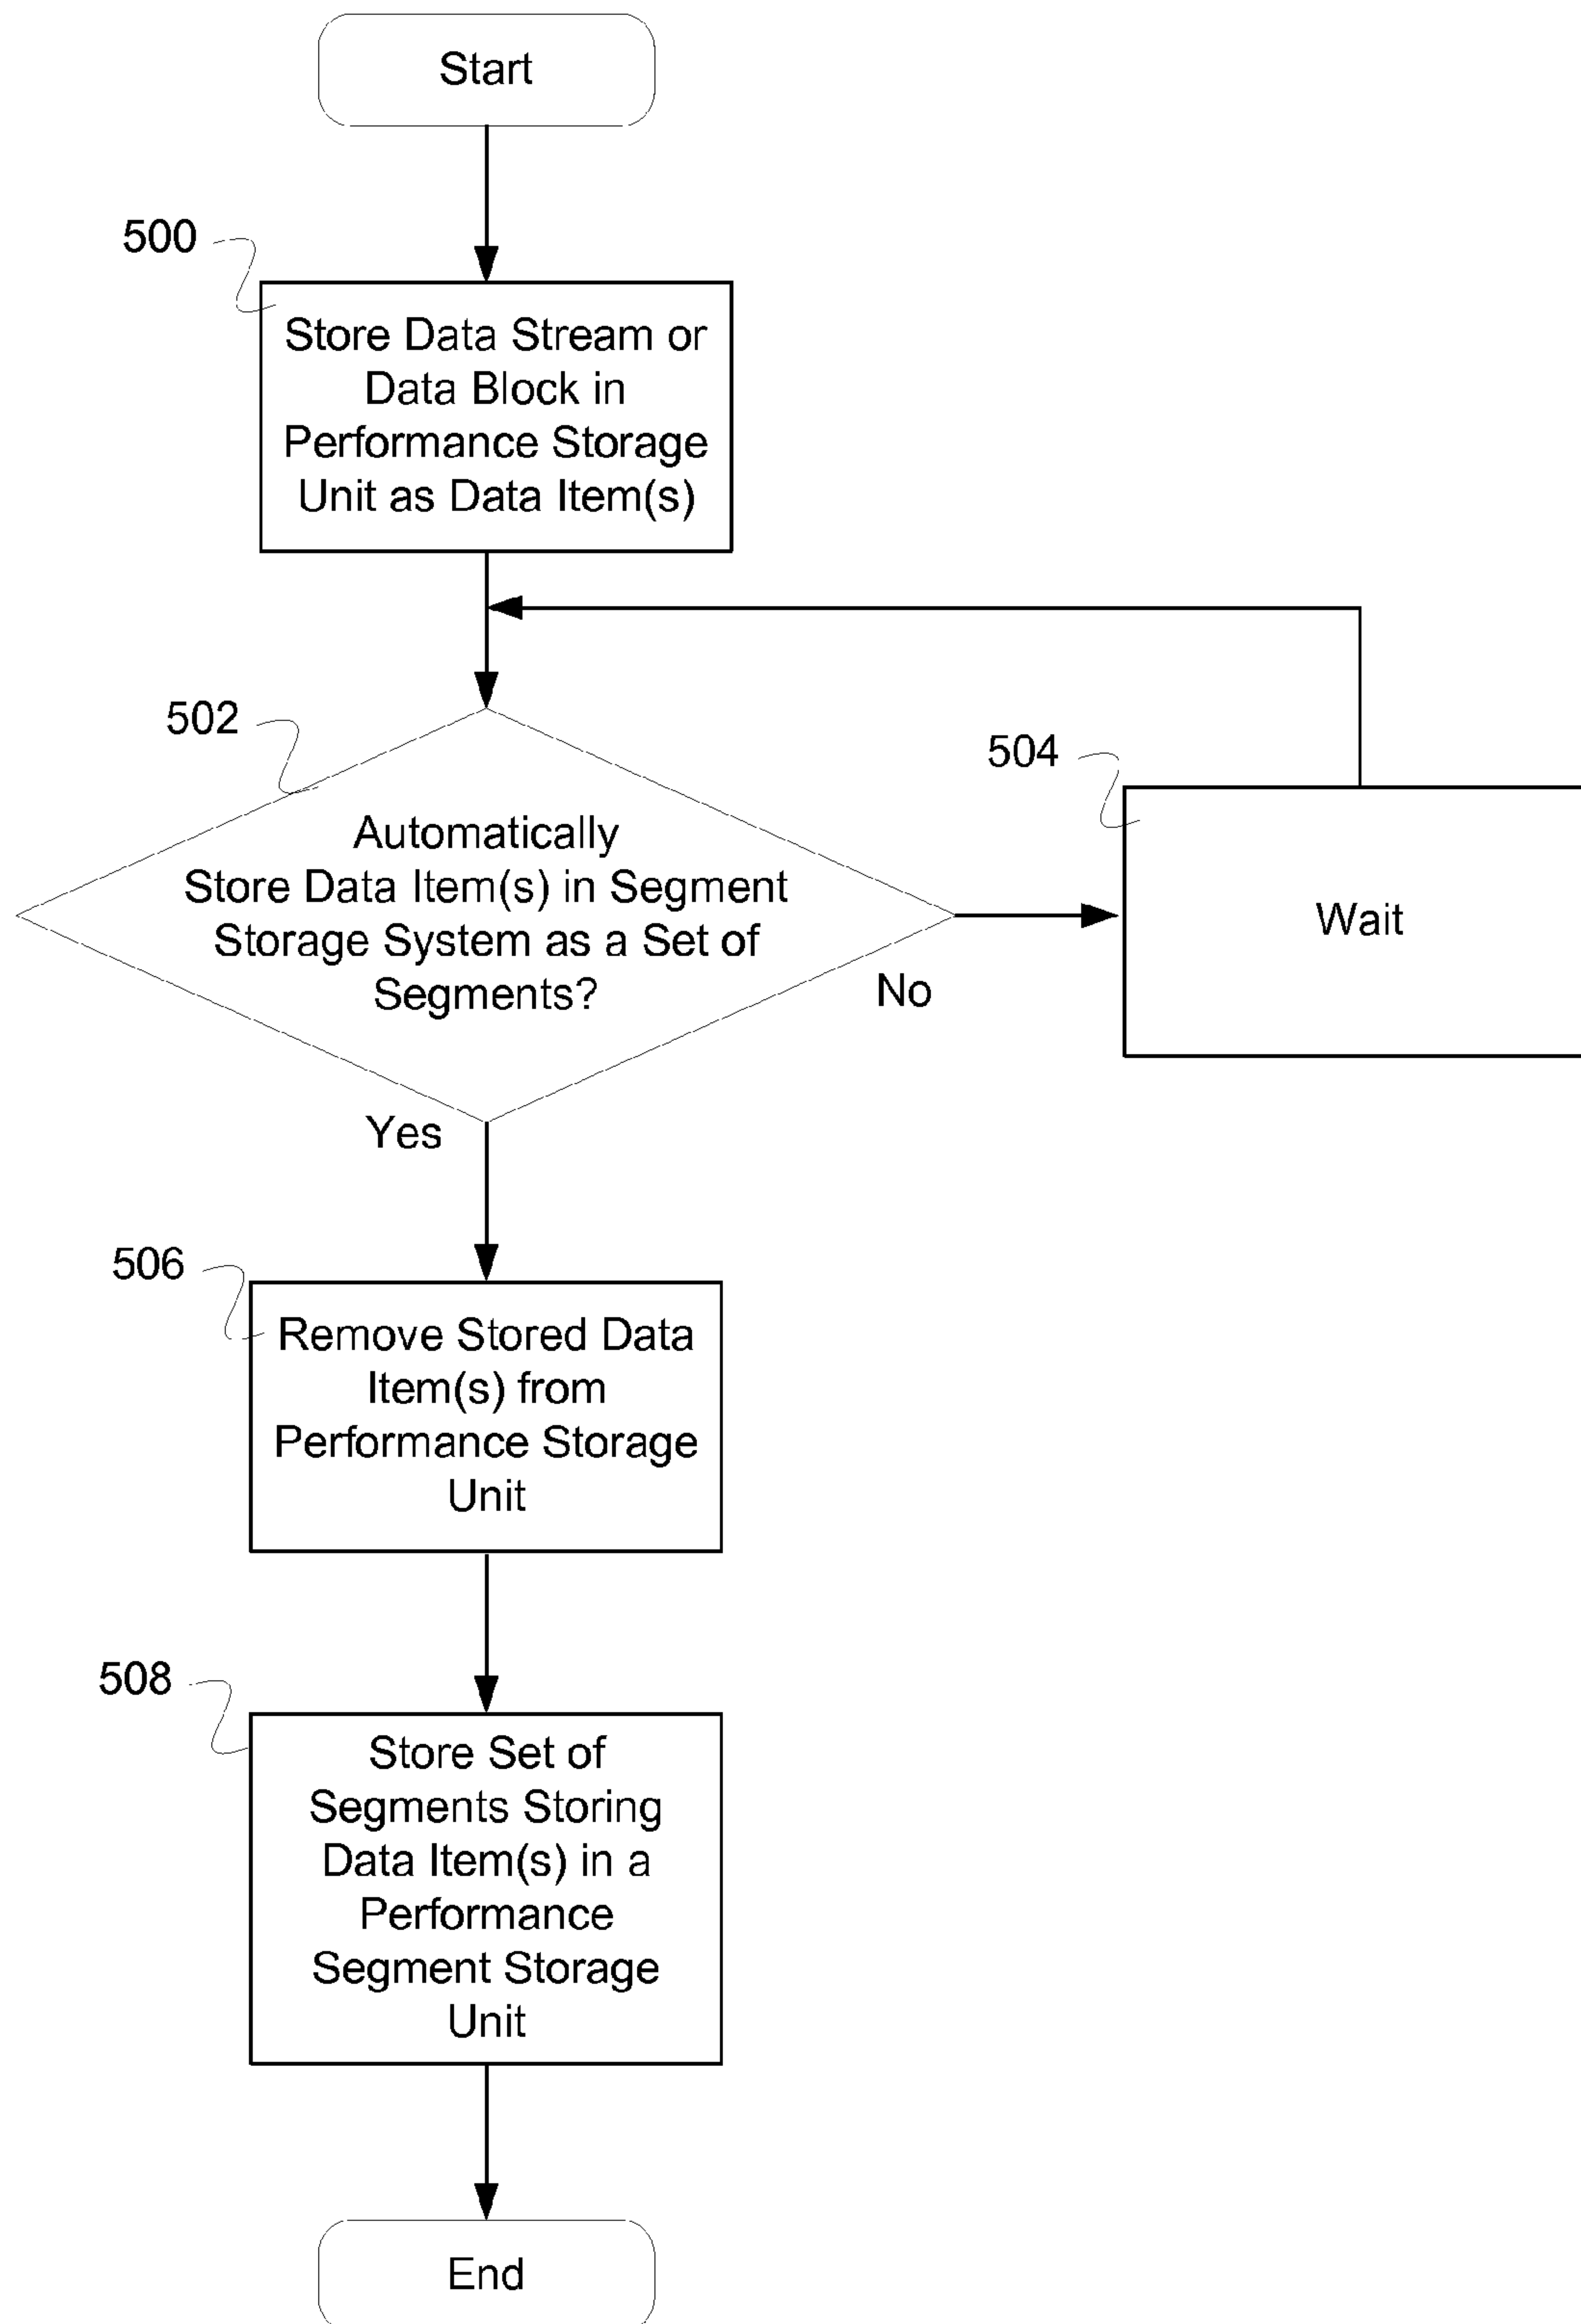 Start
500
Store Data Stream or
Data Block in
Performance Storage
Unit as Data Item(s)
502
Automatically
Store Data Item(s) in Segment
Storage System as a Set of
Segments?
504
Wait
No
Yes
506
Remove Stored Data
Item(s) from
Performance Storage
Unit
508
Store Set of
Segments Storing
Data Item(s) in a
Performance
Segment Storage
Unit
End